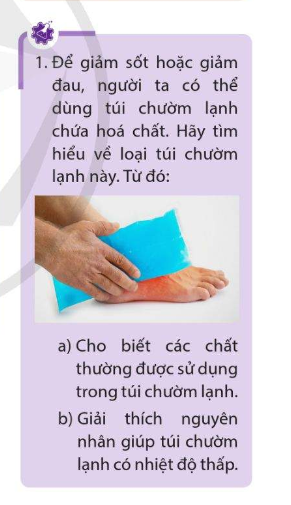 1. Để giảm sốt hoặc giảm
đau, người ta có thể
dùng túi chườm lạnh
chứa hoá chất. Hãy tìm
hiểu về loại túi chườm
lạnh này. Từ đó:
a) Cho biết các chất
thường được sử dụng
trong túi chườm lạnh.
b) Giải thích nguyên
nhân giúp túi chườm
lạnh có nhiệt độ thấp.